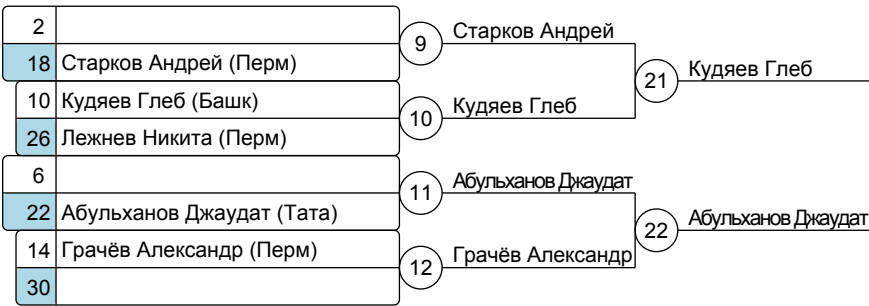 2
18 Старков Андрей (Перм)
10 Кудяев Глеб (Башк)
26 Лежнев Никита (Перм)
6
22 Абульханов Джаудат (Тата)
14 Грачёв Александр (Перм)
30
9 Старков Андрей
10 Кудяев Глеб
11 Абульханов Джаудат
12 Грачёв Александр
21 Кудяев Глеб
22 Абульханов Джаудат